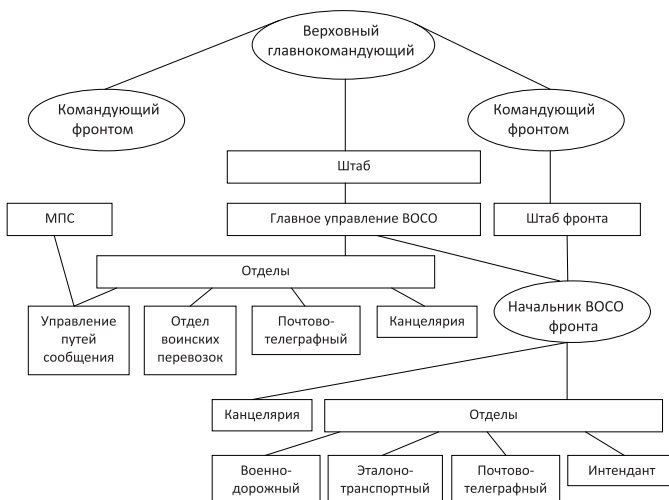 Верховный
главнокомандующий
Командующий
фронтом
Командующий
фронтом
Штаб
МПС
Главное управление ВОСО
Штаб фронта
Отделы
Управление
путей
сообщения
Отдел
воинских
перевозок
Почтово-
телеграфный
Канцелярия
Начальник ВОСО
фронта
Канцелярия
Отделы
Военно-
дорожный
Эталоно-
транспортный
Почтово-
телеграфный
Интендант